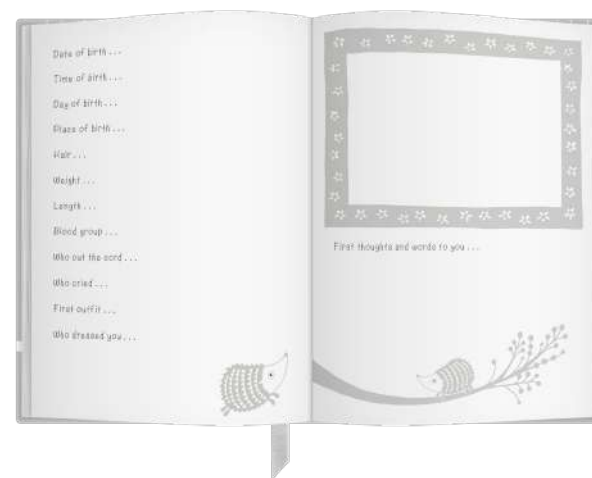 Date of birth...
Time of birth...
Day of birth...
Place of birth...
Hair...
Weight...
Length...
Blood group...
Who cut the cord...
Who cried...
First outfit...
Who dressed you...
First thoughts and words to you...